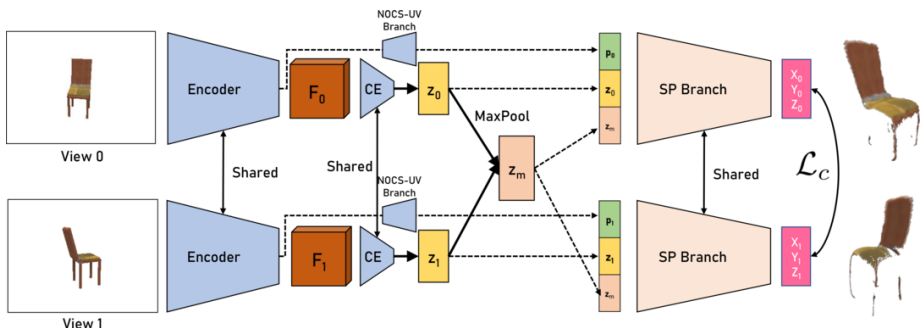 NOCS-UV
Branch
Encoder
F0
CE
z0
p0
z0
zm
SP Branch
X0
Y0
Z0
View 0
MaxPool
zm
Shared
Shared
Shared
ℒc
NOCS-UV
Branch
Encoder
F1
CE
z1
p1
z1
zm
SP Branch
X1
Y1
Z1
View 1